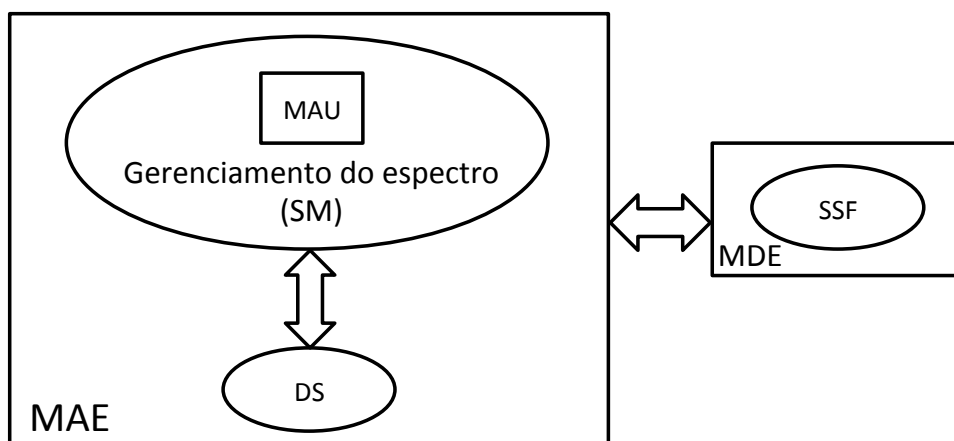 MAU
Gerenciamento do espectro
(SM)
SSF
MDE
DS
MAE